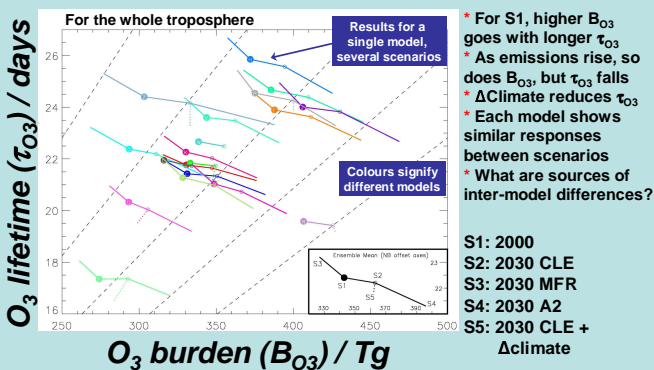 For the whole troposphere
Results for a
single model,
several scenarios
Colours signify
different models
O3 lifetime (τO3) / days
26
24
22
20
18
16
250
300
350
400
450
500
O3 burden (BO3) / Tg
Ensemble Mean (NB offset axes)
S3
S1
S2
S5
S4
23
22
330
340
360
380
* For S1, higher BO3
goes with longer τO3
* As emissions rise, so
does BO3, but τO3 falls
* ΔClimate reduces τO3
* Each model shows
similar responses
between scenarios
* What are sources of
inter-model differences?
S1: 2000
S2: 2030 CLE
S3: 2030 MFR
S4: 2030 A2
S5: 2030 CLE +
Δclimate